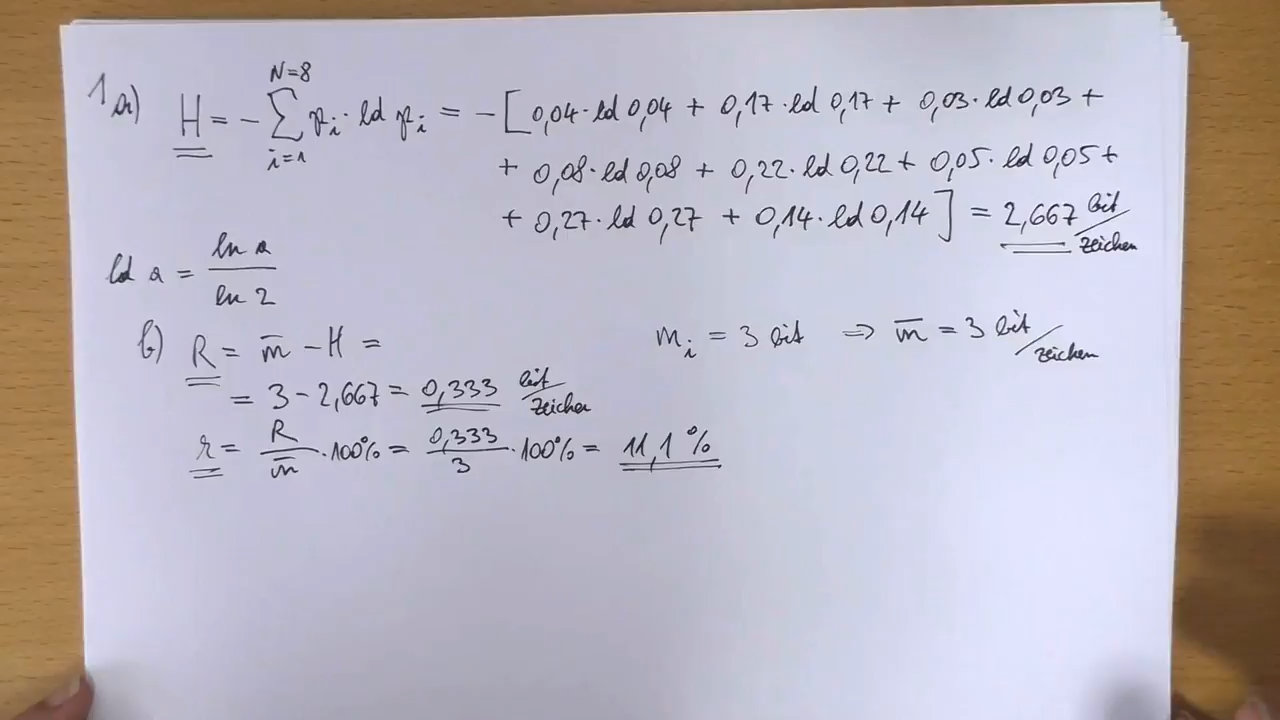 1a) H = - ∑_{i=1}^{N=8} p_i · ld p_i = - [ 0,04 · ld 0,04 + 0,17 · ld 0,17 + 0,03 · ld 0,03 +
+ 0,08 · ld 0,08 + 0,22 · ld 0,22 + 0,05 · ld 0,05 +
+ 0,27 · ld 0,27 + 0,14 · ld 0,14 ] = 2,667 bit/zeichen
ld a = ln a / ln 2
b) R = m̅ - H = m_i = 3 bit ⇒ m̅ = 3 bit/zeichen
= 3 - 2,667 = 0,333 bit/zeichen
r = R/m̅ · 100% = 0,333/3 · 100% = 11,1 %